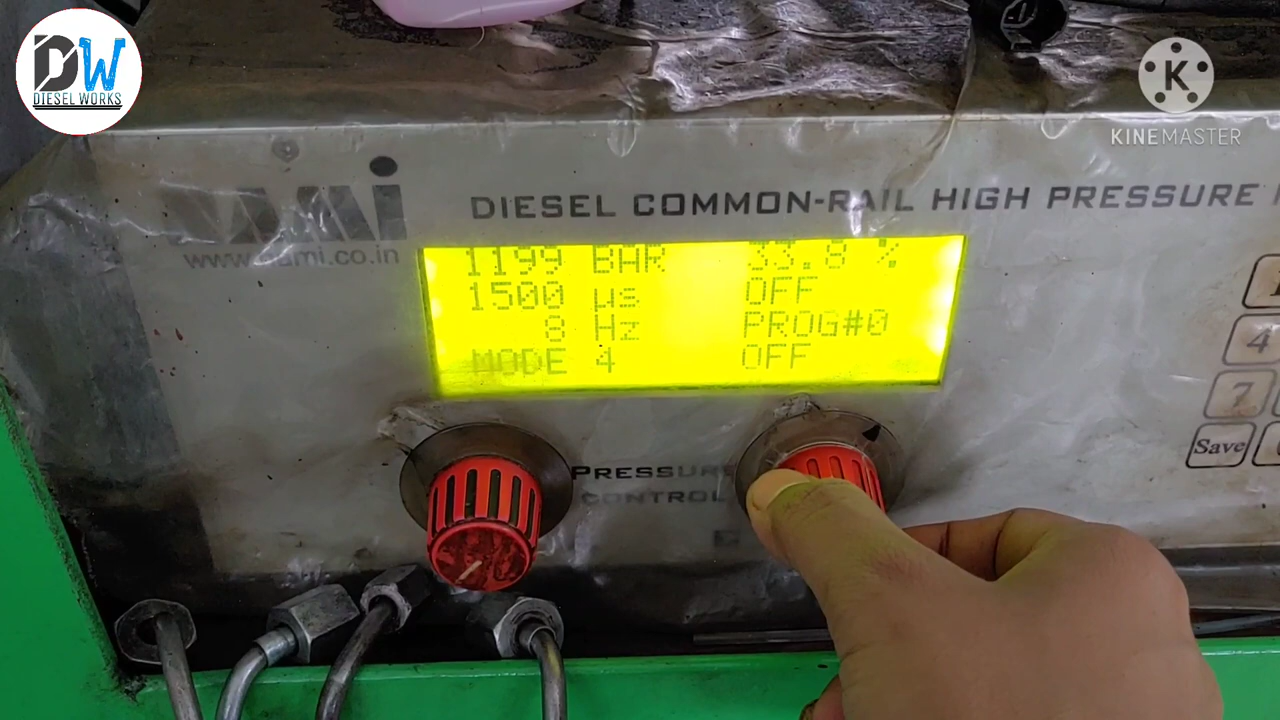 DW
DIESEL WORKS
K
KINEMASTER
DIESEL COMMON-RAIL HIGH PRESSURE
1199 BAR 33.8 %
1500 µs OFF
8 Hz PROG#0
MODE 4 OFF
4
7
Save
PRESSURE
CONTROL